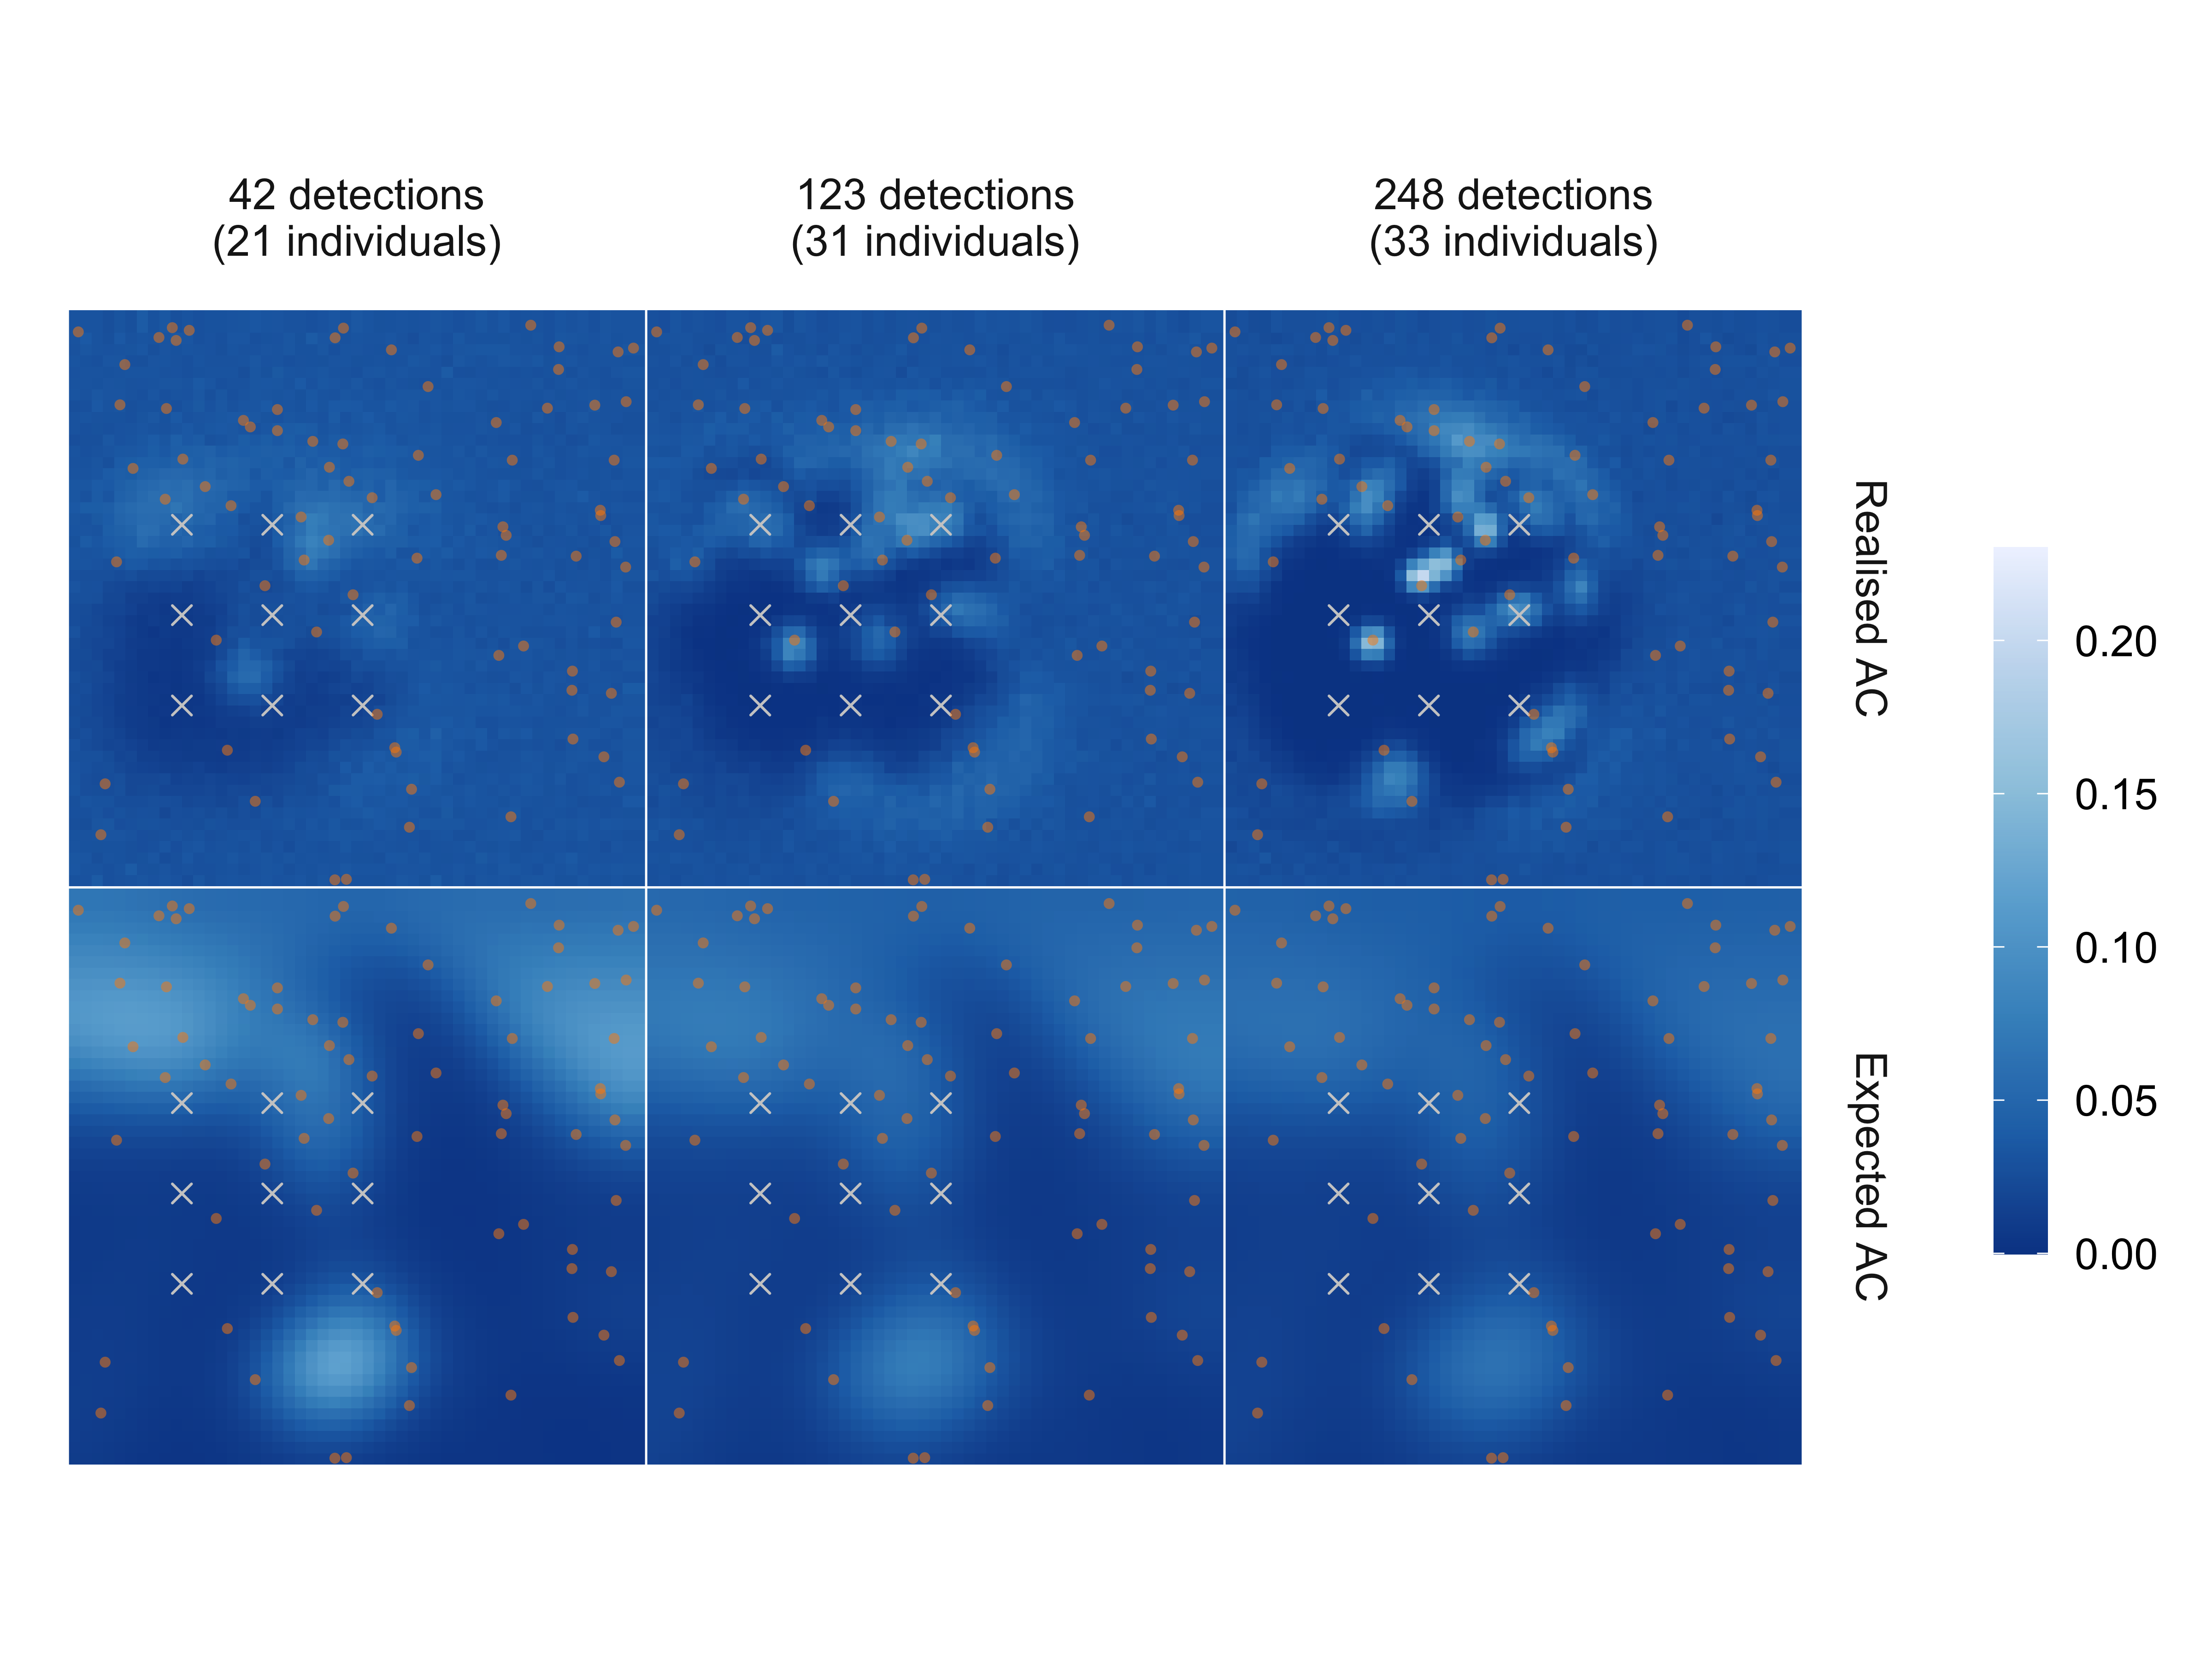 42 detections
(21 individuals)
123 detections
(31 individuals)
248 detections
(33 individuals)
Realised AC
Expected AC
0.20
0.15
0.10
0.05
0.00